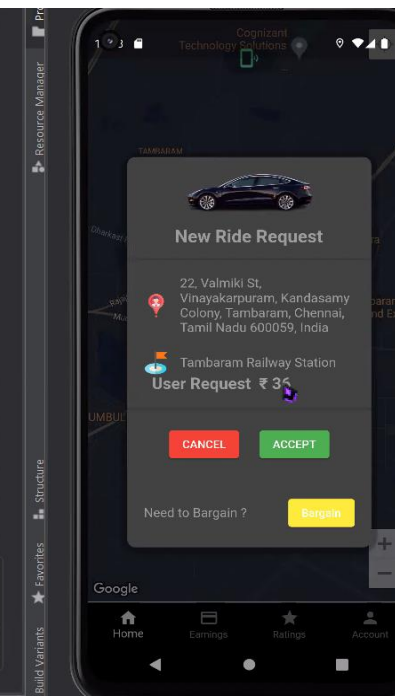 Resource Manager
Structure
Favorites
Build Variants
Cognizant
Technology Solutions
TAMBARAM
New Ride Request
22, Valmiki St,
Vinayakarpuram, Kandasamy
Colony, Tambaram, Chennai,
Tamil Nadu 600059, India
Tambaram Railway Station
User Request ₹ 36
CANCEL
ACCEPT
Need to Bargain ?
Bargain
Google
Home
Earnings
Ratings
Account